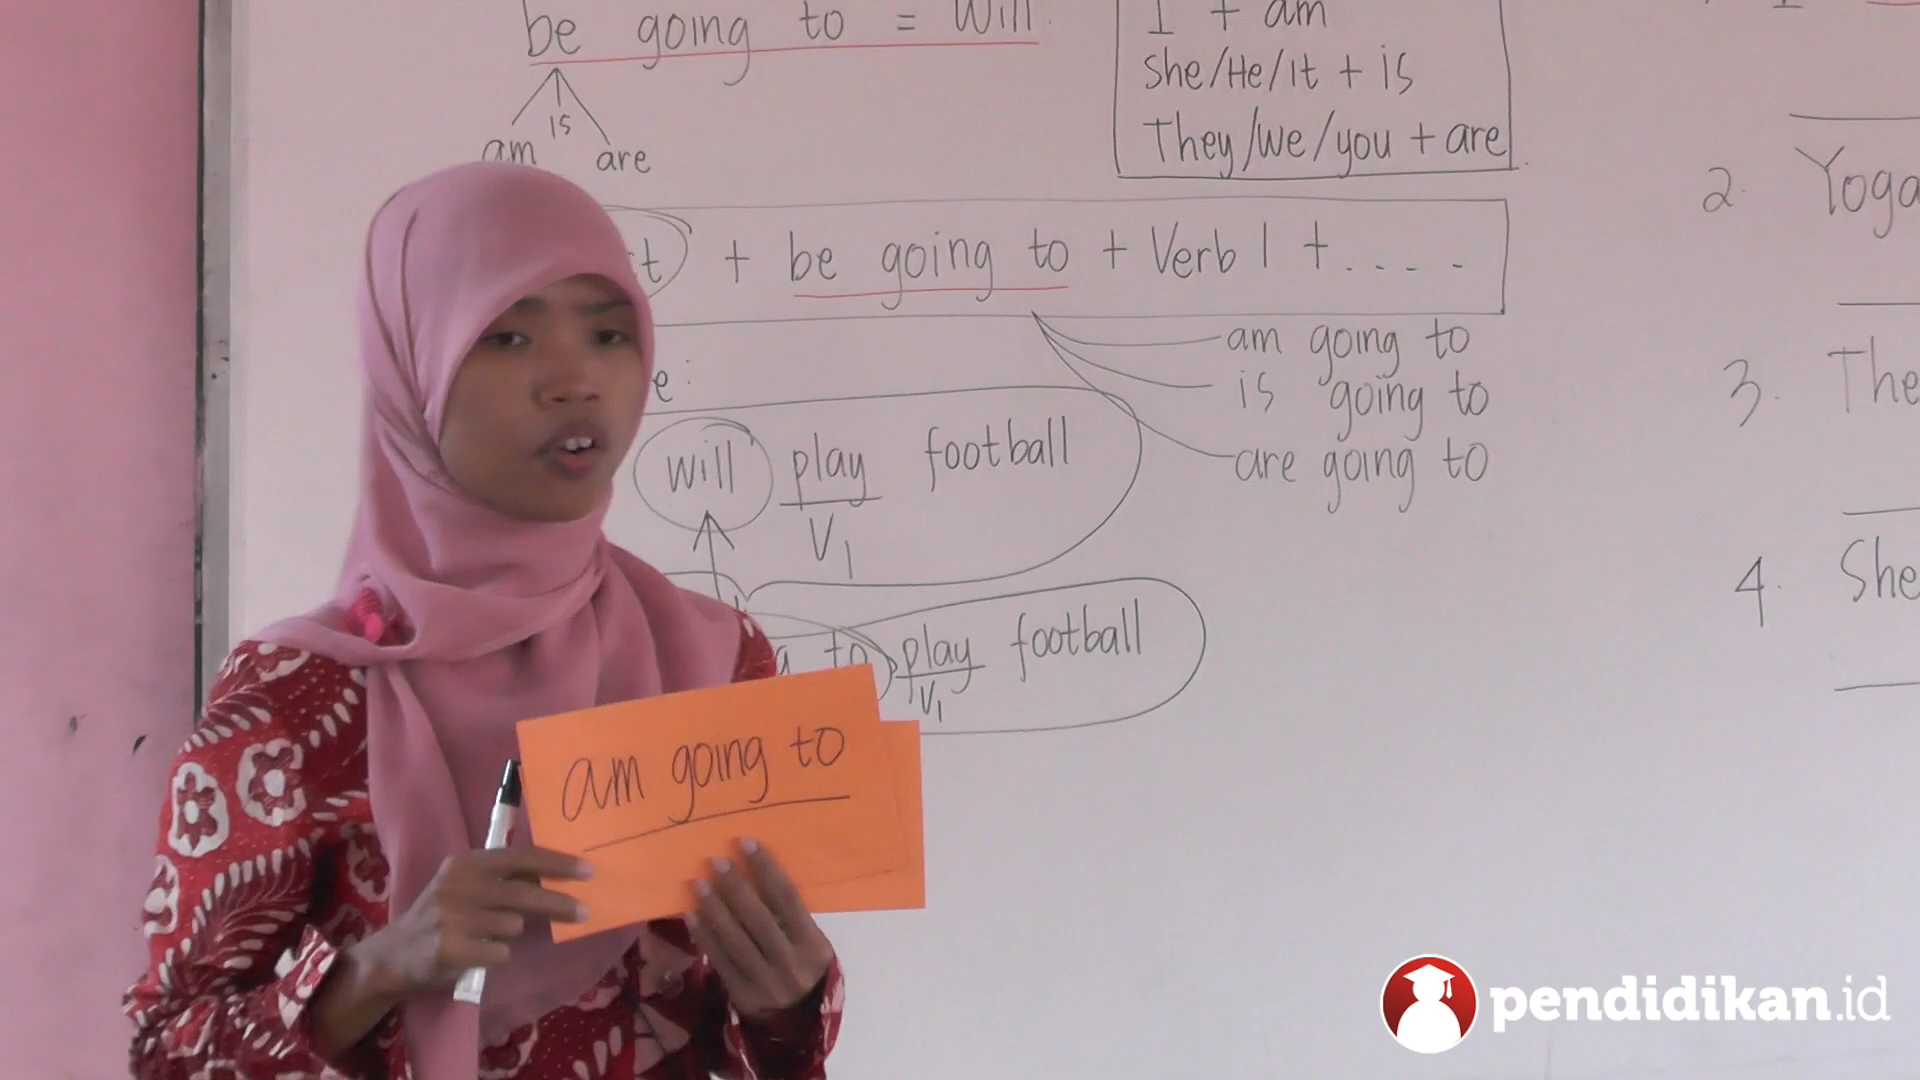 be going to = Will
am is are
I + am
She/He/It + is
They/We/you + are
+ be going to + Verb 1 + . . . .
am going to
is going to
are going to
will play football
V1
to play football
V1
am going to
2. Yoga
3. The
4. She
pendidikan.id